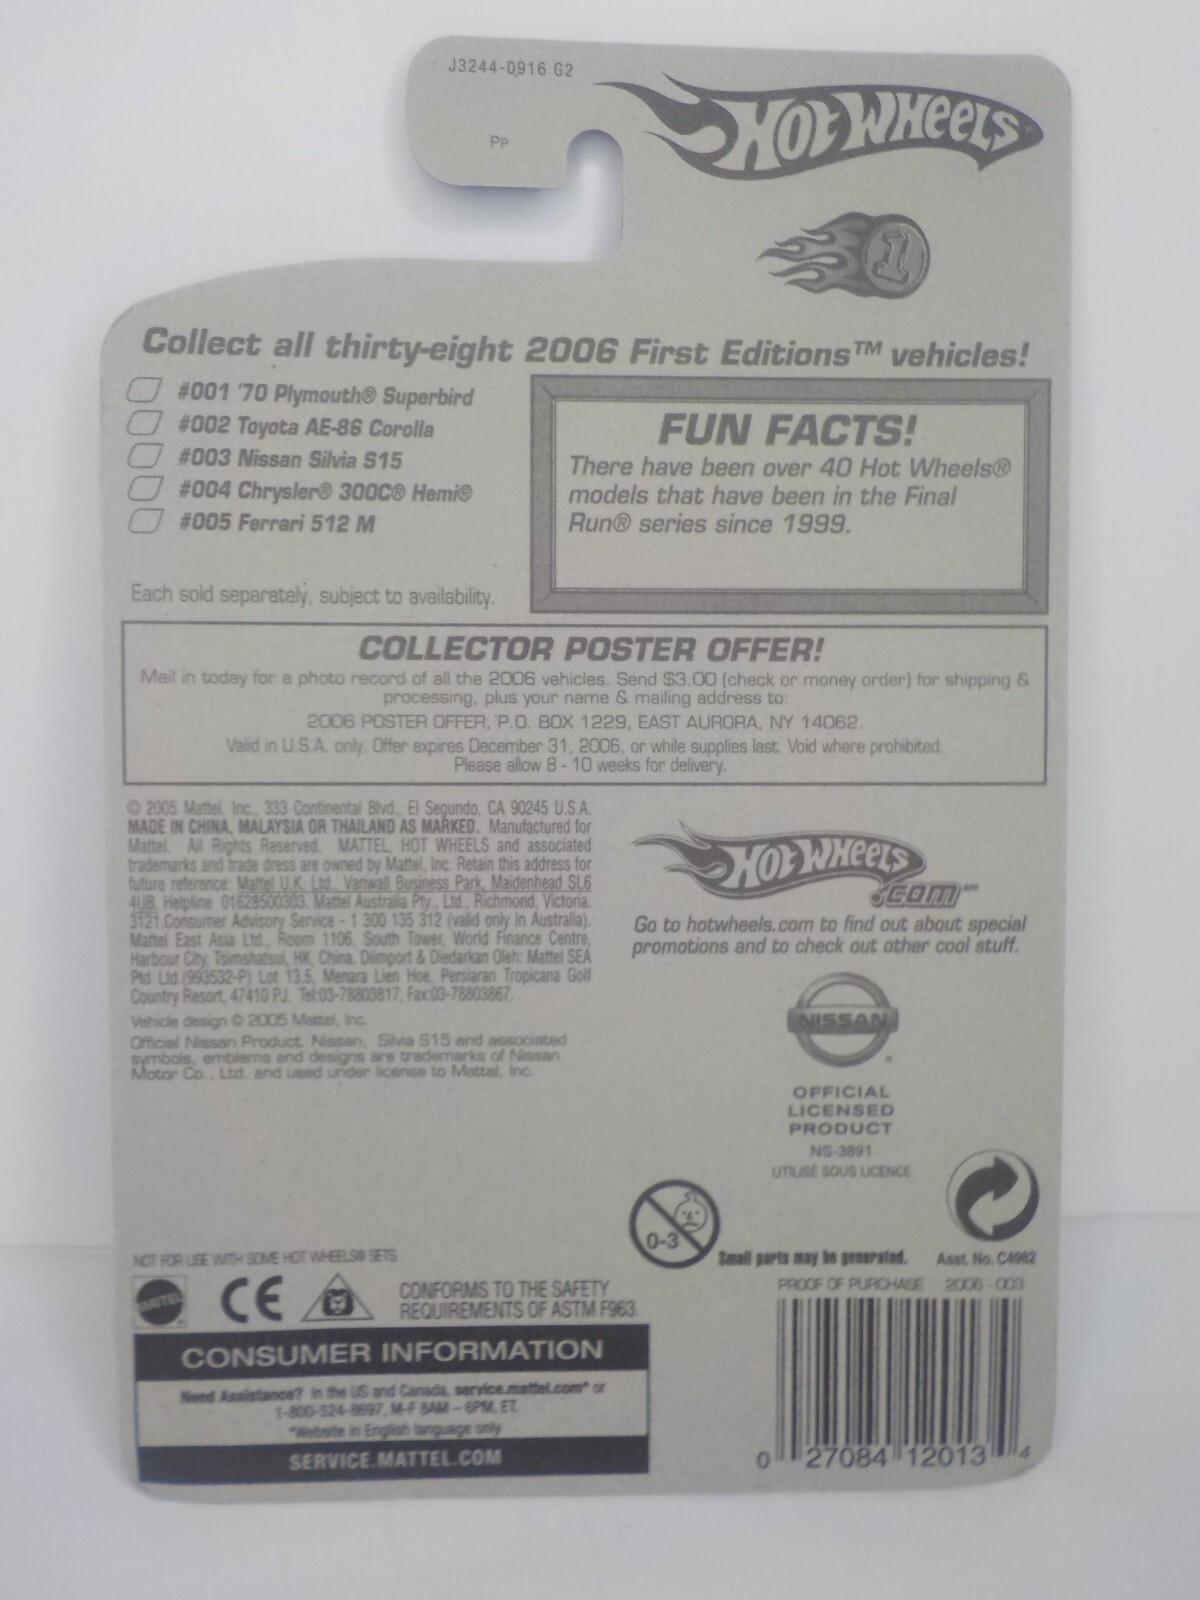 J3244-0916 G2
PP
HOT WHEELS
1
Collect all thirty-eight 2006 First Editions™ vehicles!
#001 '70 Plymouth® Superbird
#002 Toyota AE-86 Corolla
#003 Nissan Silvia S15
#004 Chrysler® 300C® Hemi®
#005 Ferrari 512 M
Each sold separately, subject to availability.
FUN FACTS!
There have been over 40 Hot Wheels®
models that have been in the Final
Run® series since 1999.
COLLECTOR POSTER OFFER!
Mail in today for a photo record of all the 2006 vehicles. Send $3.00 (check or money order) for shipping &
processing, plus your name & mailing address to:
2006 POSTER OFFER, P.O. BOX 1229, EAST AURORA, NY 14062.
Valid in U.S.A. only. Offer expires December 31, 2006, or while supplies last. Void where prohibited.
Please allow 8 - 10 weeks for delivery.
© 2005 Mattel, Inc., 333 Continental Blvd., El Segundo, CA 90245 U.S.A.
MADE IN CHINA, MALAYSIA OR THAILAND AS MARKED. Manufactured for
Mattel. All Rights Reserved. MATTEL, HOT WHEELS and associated
trademarks and trade dress are owned by Mattel, Inc. Retain this address for
future reference: Mattel U.K. Ltd., Vanwall Business Park, Maidenhead SL6
4UB. Helpline 01628500303. Mattel Australia Pty., Ltd., Richmond, Victoria.
3121.Consumer Advisory Service - 1 300 135 312 (valid only in Australia).
Mattel East Asia Ltd., Room 1106, South Tower, World Finance Centre,
Harbour City, Tsimshatsui, HK, China. Diimport & Diedarkan Oleh: Mattel SEA
Ptd Ltd.(993532-P) Lot 13.5, Menara Lien Hoe, Persiaran Tropicana Golf
Country Resort, 47410 PJ. Tel:03-78803817, Fax:03-78803867.
Vehicle design © 2005 Mattel, Inc.
Official Nissan Product. Nissan, Silvia S15 and associated
symbols, emblems and designs are trademarks of Nissan
Motor Co., Ltd. and used under license to Mattel, Inc.
HOT WHEELS
.COM℠
Go to hotwheels.com to find out about special
promotions and to check out other cool stuff.
NISSAN
®
OFFICIAL
LICENSED
PRODUCT
NS-3891
UTILISÉ SOUS LICENCE
0-3
Small parts may be generated.
Asst. No. C4982
NOT FOR USE WITH SOME HOT WHEELS® SETS.
MATTEL
CE
CONFORMS TO THE SAFETY
REQUIREMENTS OF ASTM F963.
CONSUMER INFORMATION
Need Assistance? In the US and Canada, service.mattel.com* or
1-800-524-8697, M-F 8AM – 6PM, ET.
*Website in English language only
SERVICE.MATTEL.COM
PROOF OF PURCHASE 2006 - 003
0 27084 12013 4